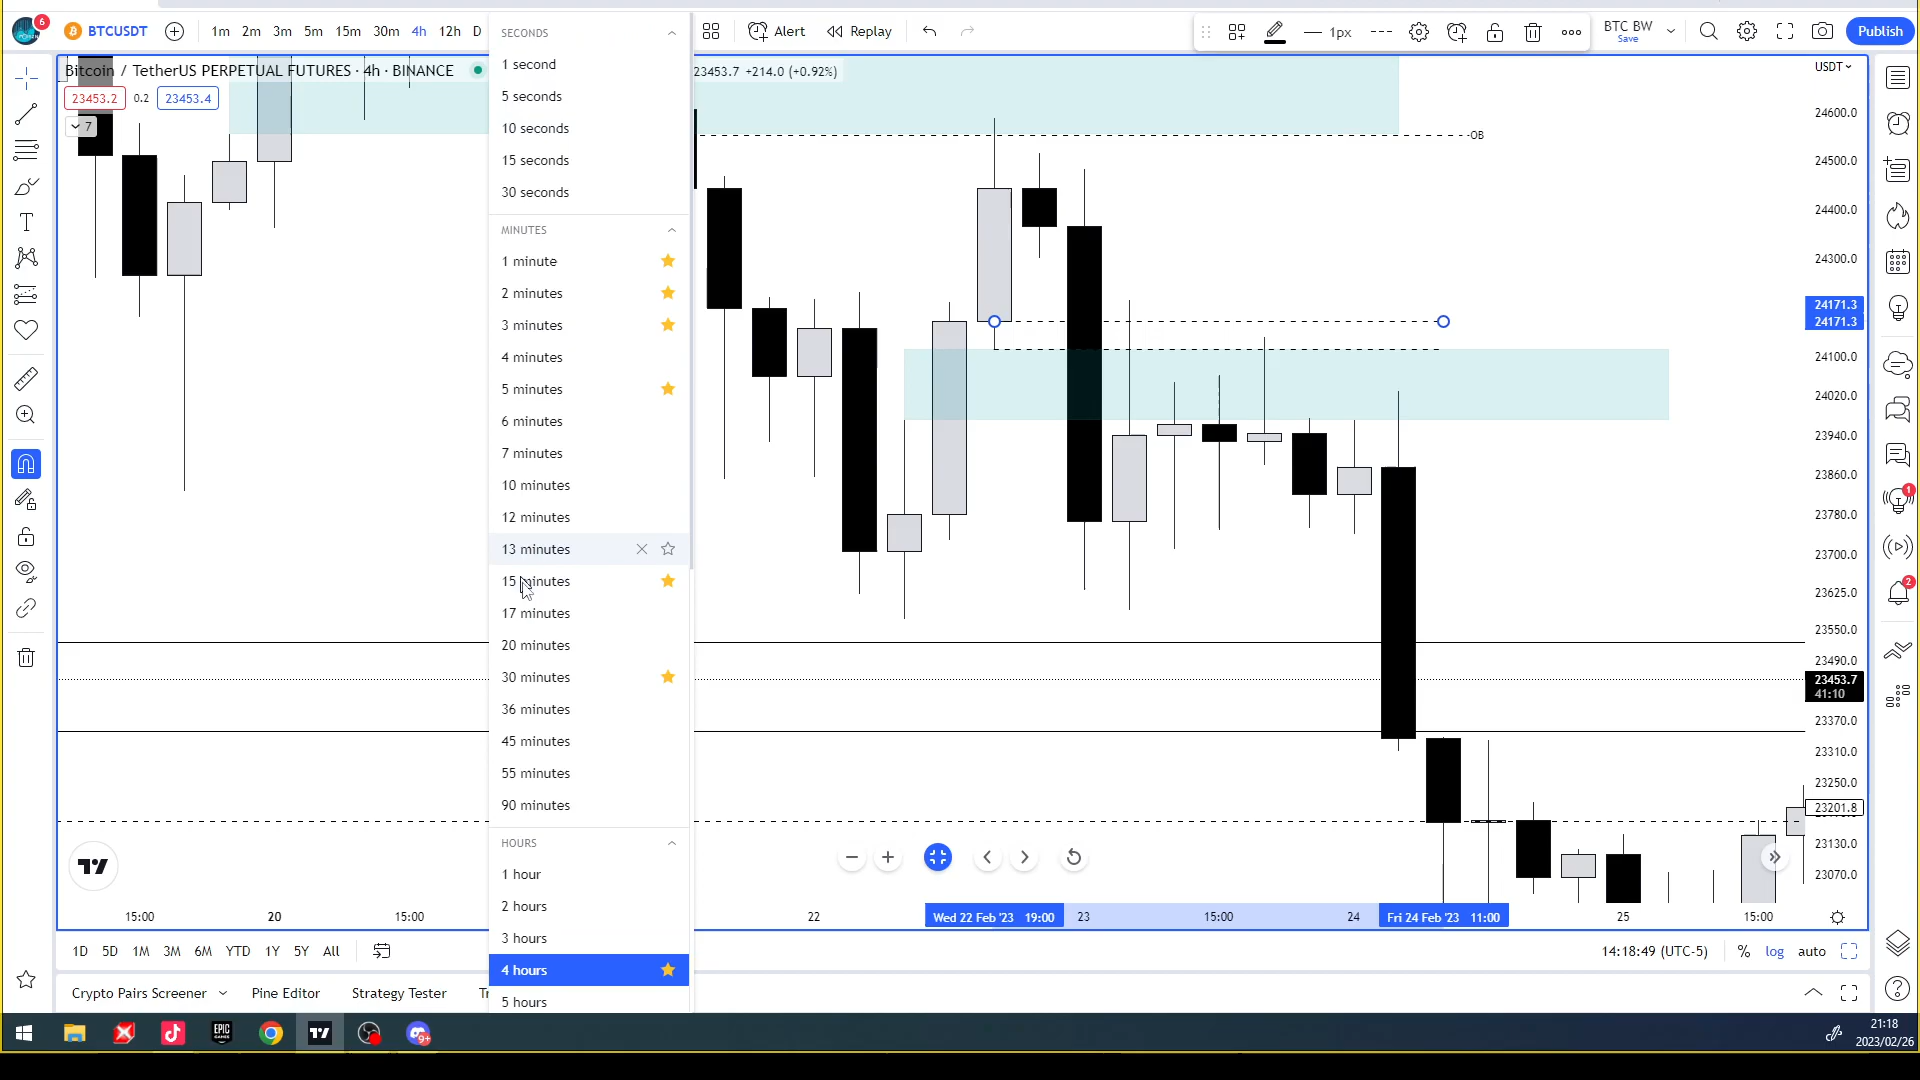 6
BTCUSDT
1m 2m 3m 5m 15m 30m 4h 12h D
Alert
Replay
1px
BTC BW
Save
Publish
Bitcoin / TetherUS PERPETUAL FUTURES · 4h · BINANCE
23453.7 +214.0 (+0.92%)
USDT
23453.2 0.2 23453.4
7
SECONDS
1 second
5 seconds
10 seconds
15 seconds
30 seconds
MINUTES
1 minute
2 minutes
3 minutes
4 minutes
5 minutes
6 minutes
7 minutes
10 minutes
12 minutes
13 minutes
15 minutes
17 minutes
20 minutes
30 minutes
36 minutes
45 minutes
55 minutes
90 minutes
HOURS
1 hour
2 hours
3 hours
4 hours
5 hours
OB
24600.0
24500.0
24400.0
24300.0
24171.3
24171.3
24100.0
24020.0
23940.0
23860.0
23780.0
23700.0
23625.0
23550.0
23490.0
23453.7
41:10
23370.0
23310.0
23250.0
23201.8
23130.0
23070.0
1
2
15:00 20 15:00 22 Wed 22 Feb '23 19:00 23 15:00 24 Fri 24 Feb '23 11:00 25 15:00
1D 5D 1M 3M 6M YTD 1Y 5Y All
14:18:49 (UTC-5) % log auto
Crypto Pairs Screener Pine Editor Strategy Tester
EPIC GAMES
9+
21:18
2023/02/26